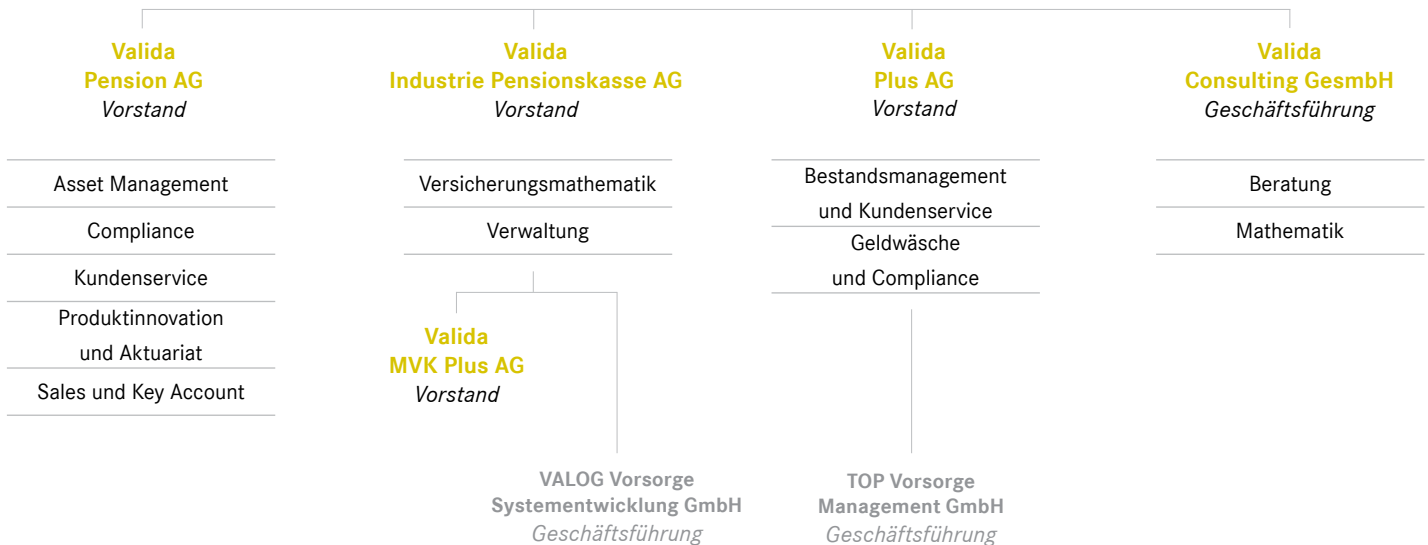 Valida
Pension AG
Vorstand
Asset Management
Compliance
Kundenservice
Produktinnovation
und Aktuariat
Sales und Key Account
Valida
Industrie Pensionskasse AG
Vorstand
Versicherungsmathematik
Verwaltung
Valida
MVK Plus AG
Vorstand
VALOG Vorsorge
Systementwicklung GmbH
Geschäftsführung
Valida
Plus AG
Vorstand
Bestandsmanagement
und Kundenservice
Geldwäsche
und Compliance
TOP Vorsorge
Management GmbH
Geschäftsführung
Valida
Consulting GesmbH
Geschäftsführung
Beratung
Mathematik